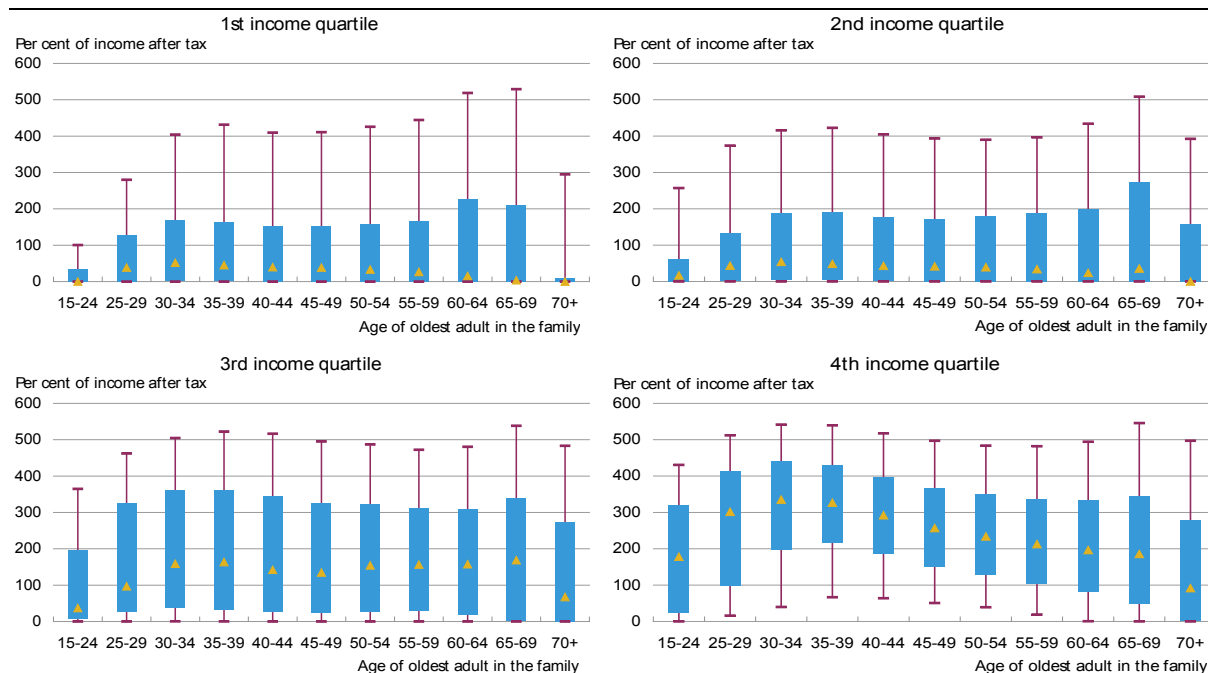 1st income quartile
Per cent of income after tax
600
500
400
300
200
100
0
15-24 25-29 30-34 35-39 40-44 45-49 50-54 55-59 60-64 65-69 70+
Age of oldest adult in the family
2nd income quartile
Per cent of income after tax
600
500
400
300
200
100
0
15-24 25-29 30-34 35-39 40-44 45-49 50-54 55-59 60-64 65-69 70+
Age of oldest adult in the family
3rd income quartile
Per cent of income after tax
600
500
400
300
200
100
0
15-24 25-29 30-34 35-39 40-44 45-49 50-54 55-59 60-64 65-69 70+
Age of oldest adult in the family
4th income quartile
Per cent of income after tax
600
500
400
300
200
100
0
15-24 25-29 30-34 35-39 40-44 45-49 50-54 55-59 60-64 65-69 70+
Age of oldest adult in the family